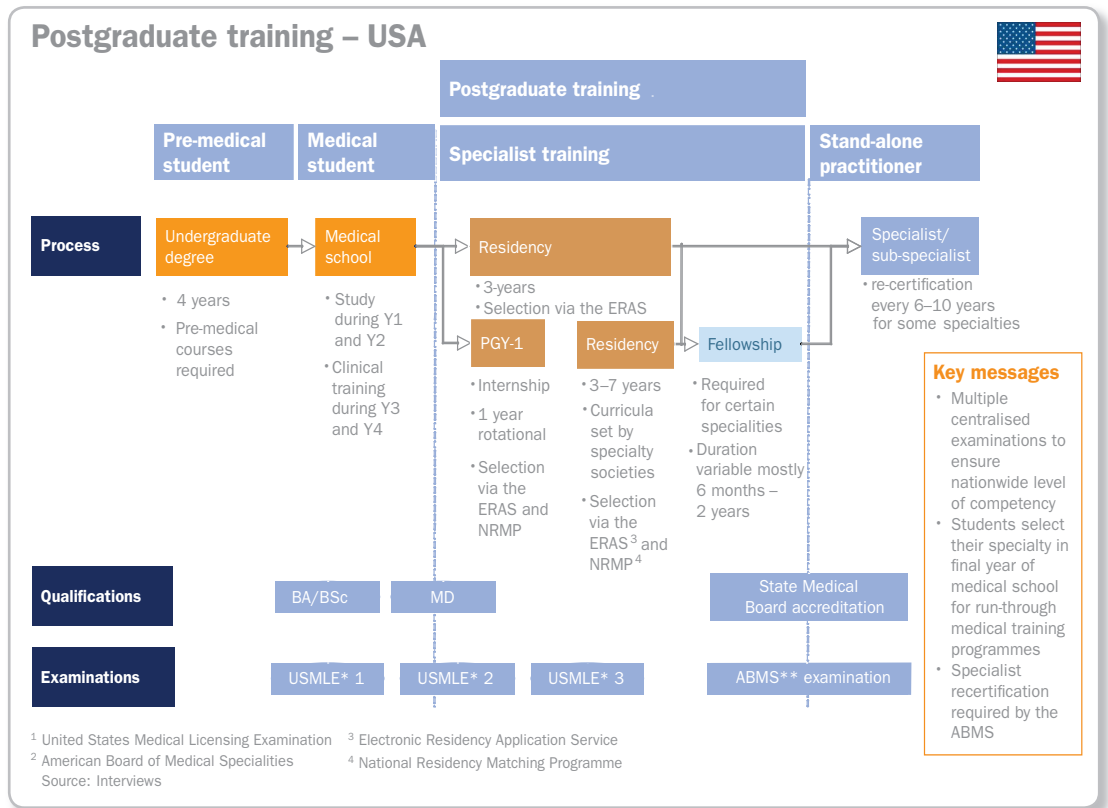 Postgraduate training – USA
Postgraduate training .
Pre-medical
student
Medical
student
Specialist training
Stand-alone
practitioner
Process
Undergraduate
degree
• 4 years
• Pre-medical
courses
required
Medical
school
• Study
during Y1
and Y2
• Clinical
training
during Y3
and Y4
Residency
• 3-years
• Selection via the ERAS
PGY-1
• Internship
• 1 year
rotational
• Selection
via the
ERAS and
NRMP
Residency
• 3–7 years
• Curricula
set by
specialty
societies
• Selection
via the
ERAS³ and
NRMP⁴
Fellowship
• Required
for certain
specialities
• Duration
variable mostly
6 months –
2 years
Specialist/
sub-specialist
• re-certification
every 6–10 years
for some specialties
Key messages
• Multiple
centralised
examinations to
ensure
nationwide level
of competency
• Students select
their specialty in
final year of
medical school
for run-through
medical training
programmes
• Specialist
recertification
required by the
ABMS
Qualifications
BA/BSc
MD
State Medical
Board accreditation
Examinations
USMLE* 1
USMLE* 2
USMLE* 3
ABMS** examination
¹ United States Medical Licensing Examination
² American Board of Medical Specialities
Source: Interviews
³ Electronic Residency Application Service
⁴ National Residency Matching Programme